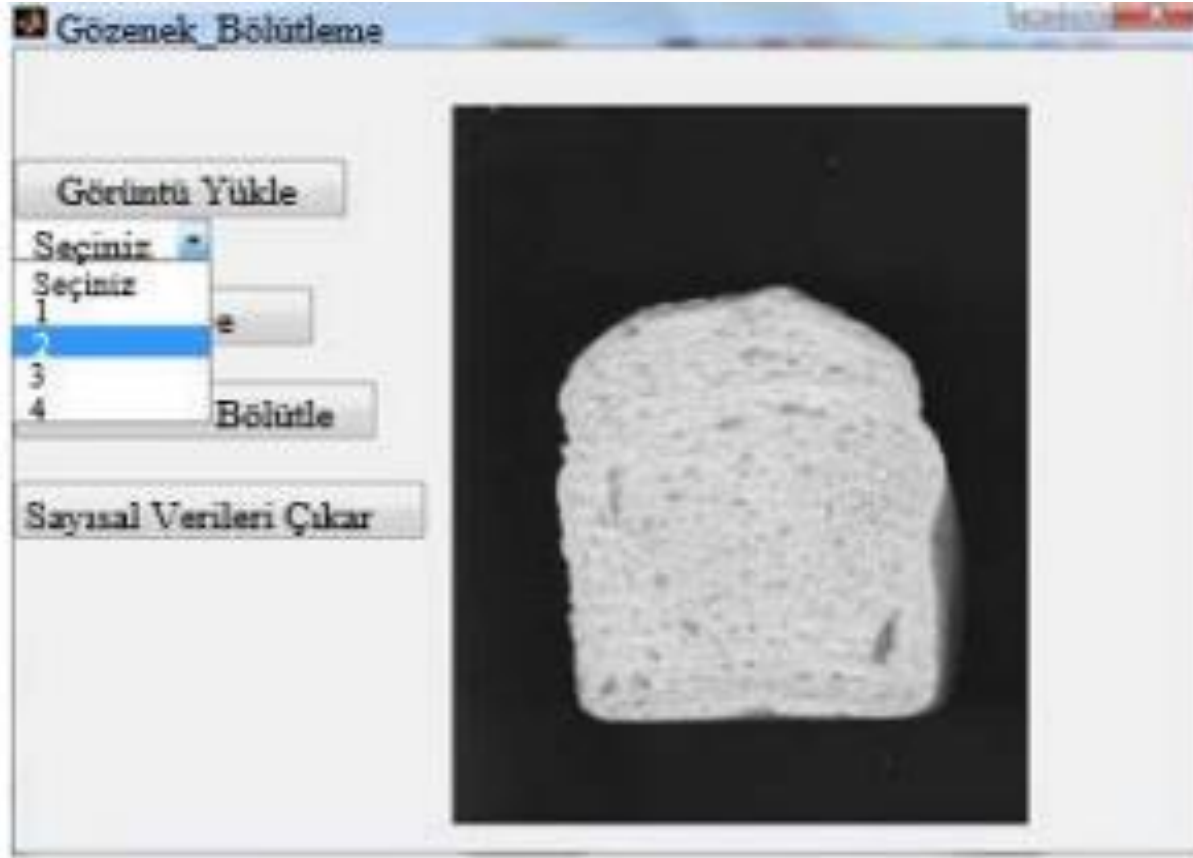 Gözenek_Bölütleme
Görüntü Yükle
Seçiniz
Seçiniz
1
2
e
3
4
Bölütle
Sayısal Verileri Çıkar